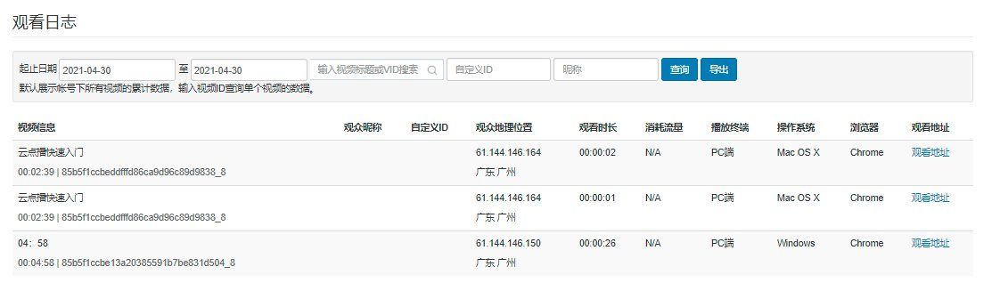 观看日志
起止日期 2021-04-30 至 2021-04-30 输入视频标题或VID搜索 自定义ID 昵称 查询 导出
默认展示帐号下所有视频的累计数据，输入视频ID查询单个视频的数据。
视频信息 观众昵称 自定义ID 观众地理位置 观看时长 消耗流量 播放终端 操作系统 浏览器 观看地址
云点播快速入门 61.144.146.164 00:00:02 N/A PC端 Mac OS X Chrome 观看地址
00:02:39 | 85b5f1ccbeddfffd86ca9d96c89d9838_8 广东 广州
云点播快速入门 61.144.146.164 00:00:01 N/A PC端 Mac OS X Chrome 观看地址
00:02:39 | 85b5f1ccbeddfffd86ca9d96c89d9838_8 广东 广州
04：58 61.144.146.150 00:00:26 N/A PC端 Windows Chrome 观看地址
00:04:58 | 85b5f1ccbe13a20385591b7be831d504_8 广东 广州